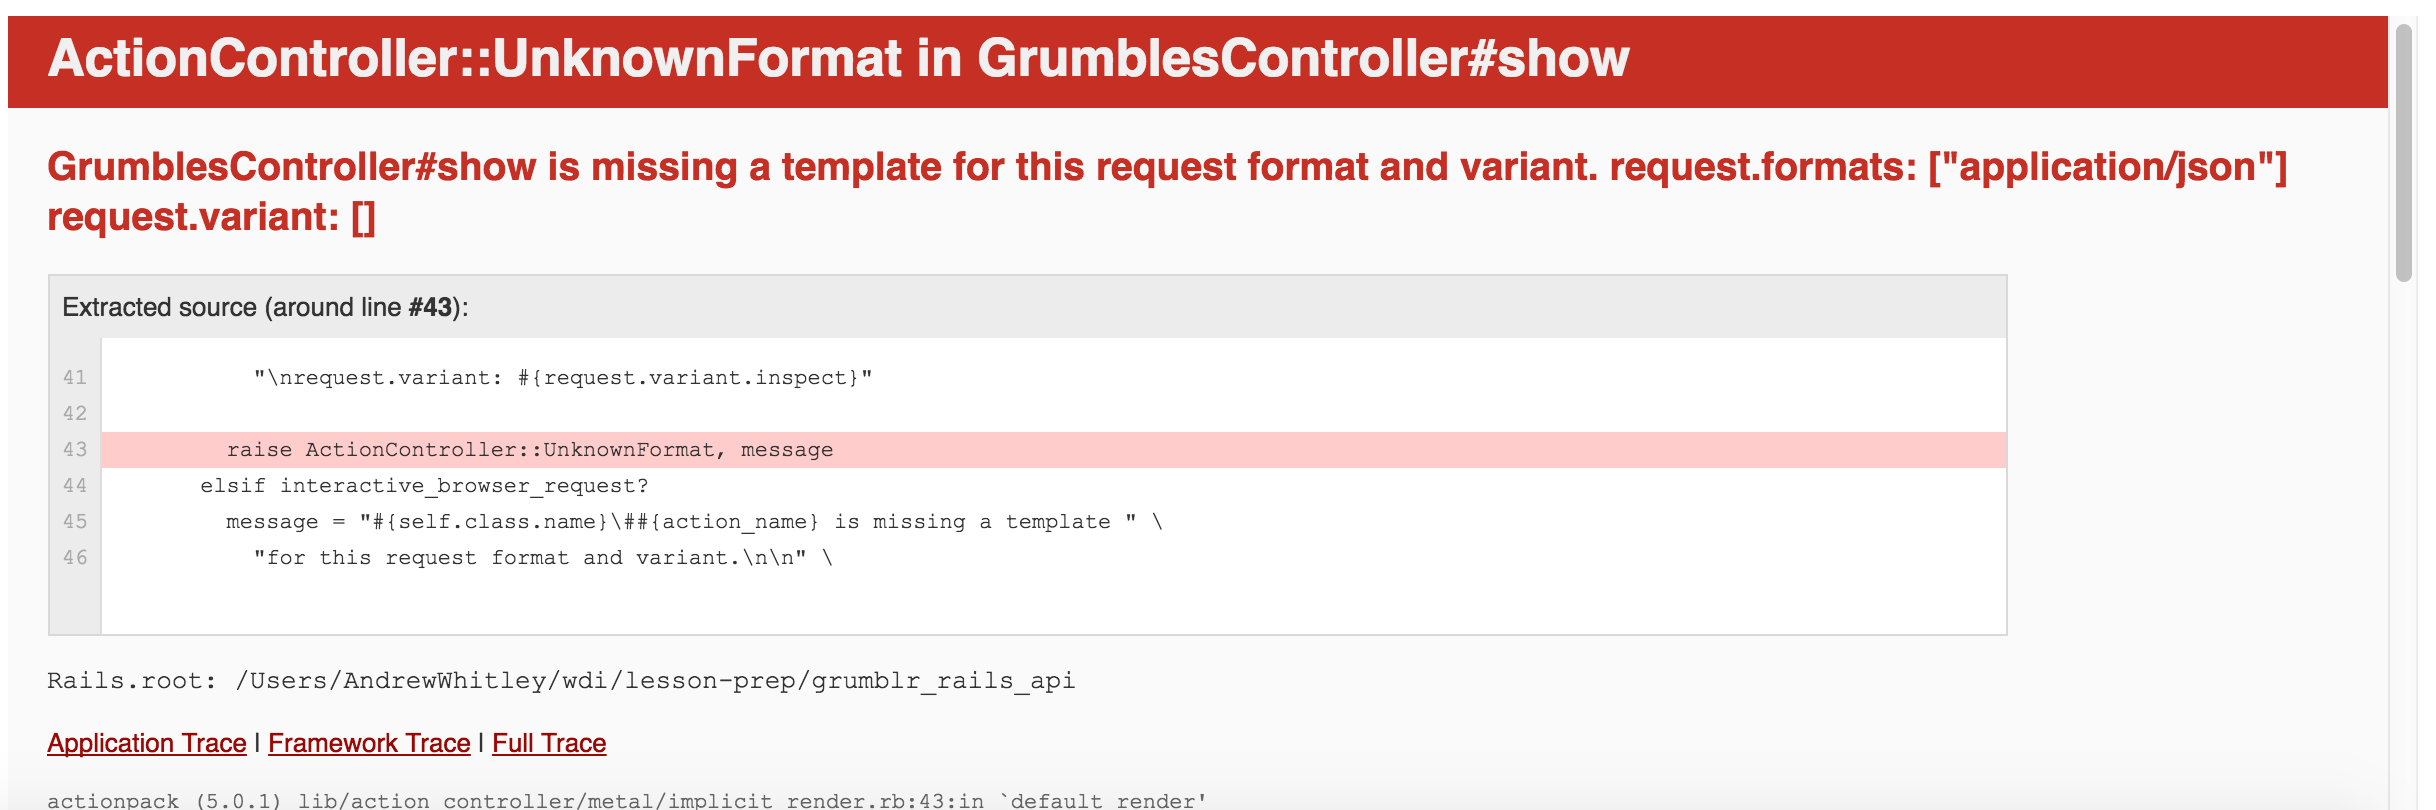 ActionController::UnknownFormat in GrumblesController#show
GrumblesController#show is missing a template for this request format and variant. request.formats: ["application/json"]
request.variant: []
Extracted source (around line #43):
41 "\nrequest.variant: #{request.variant.inspect}"
42
43 raise ActionController::UnknownFormat, message
44 elsif interactive_browser_request?
45 message = "#{self.class.name}\##{action_name} is missing a template " \
46 "for this request format and variant.\n\n" \
Rails.root: /Users/AndrewWhitley/wdi/lesson-prep/grumblr_rails_api
Application Trace | Framework Trace | Full Trace
actionpack (5.0.1) lib/action_controller/metal/implicit_render.rb:43:in `default_render'